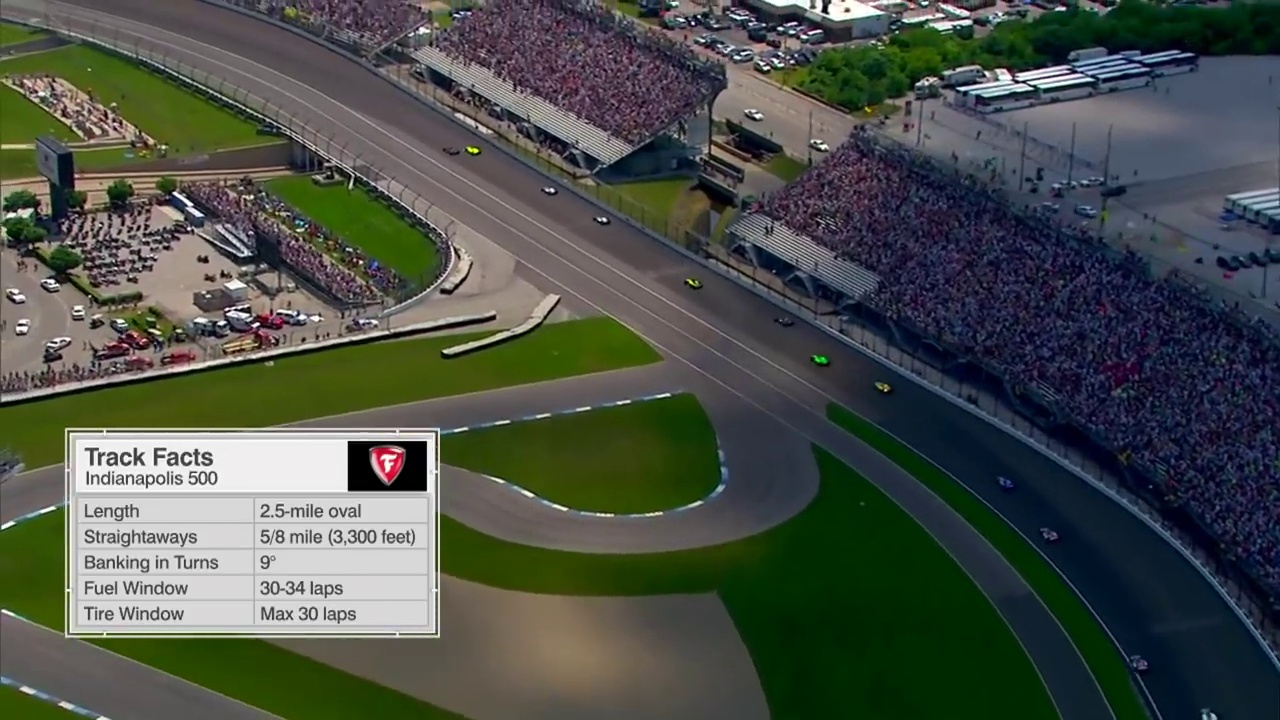 Track Facts
Indianapolis 500
Length 2.5-mile oval
Straightaways 5/8 mile (3,300 feet)
Banking in Turns 9°
Fuel Window 30-34 laps
Tire Window Max 30 laps